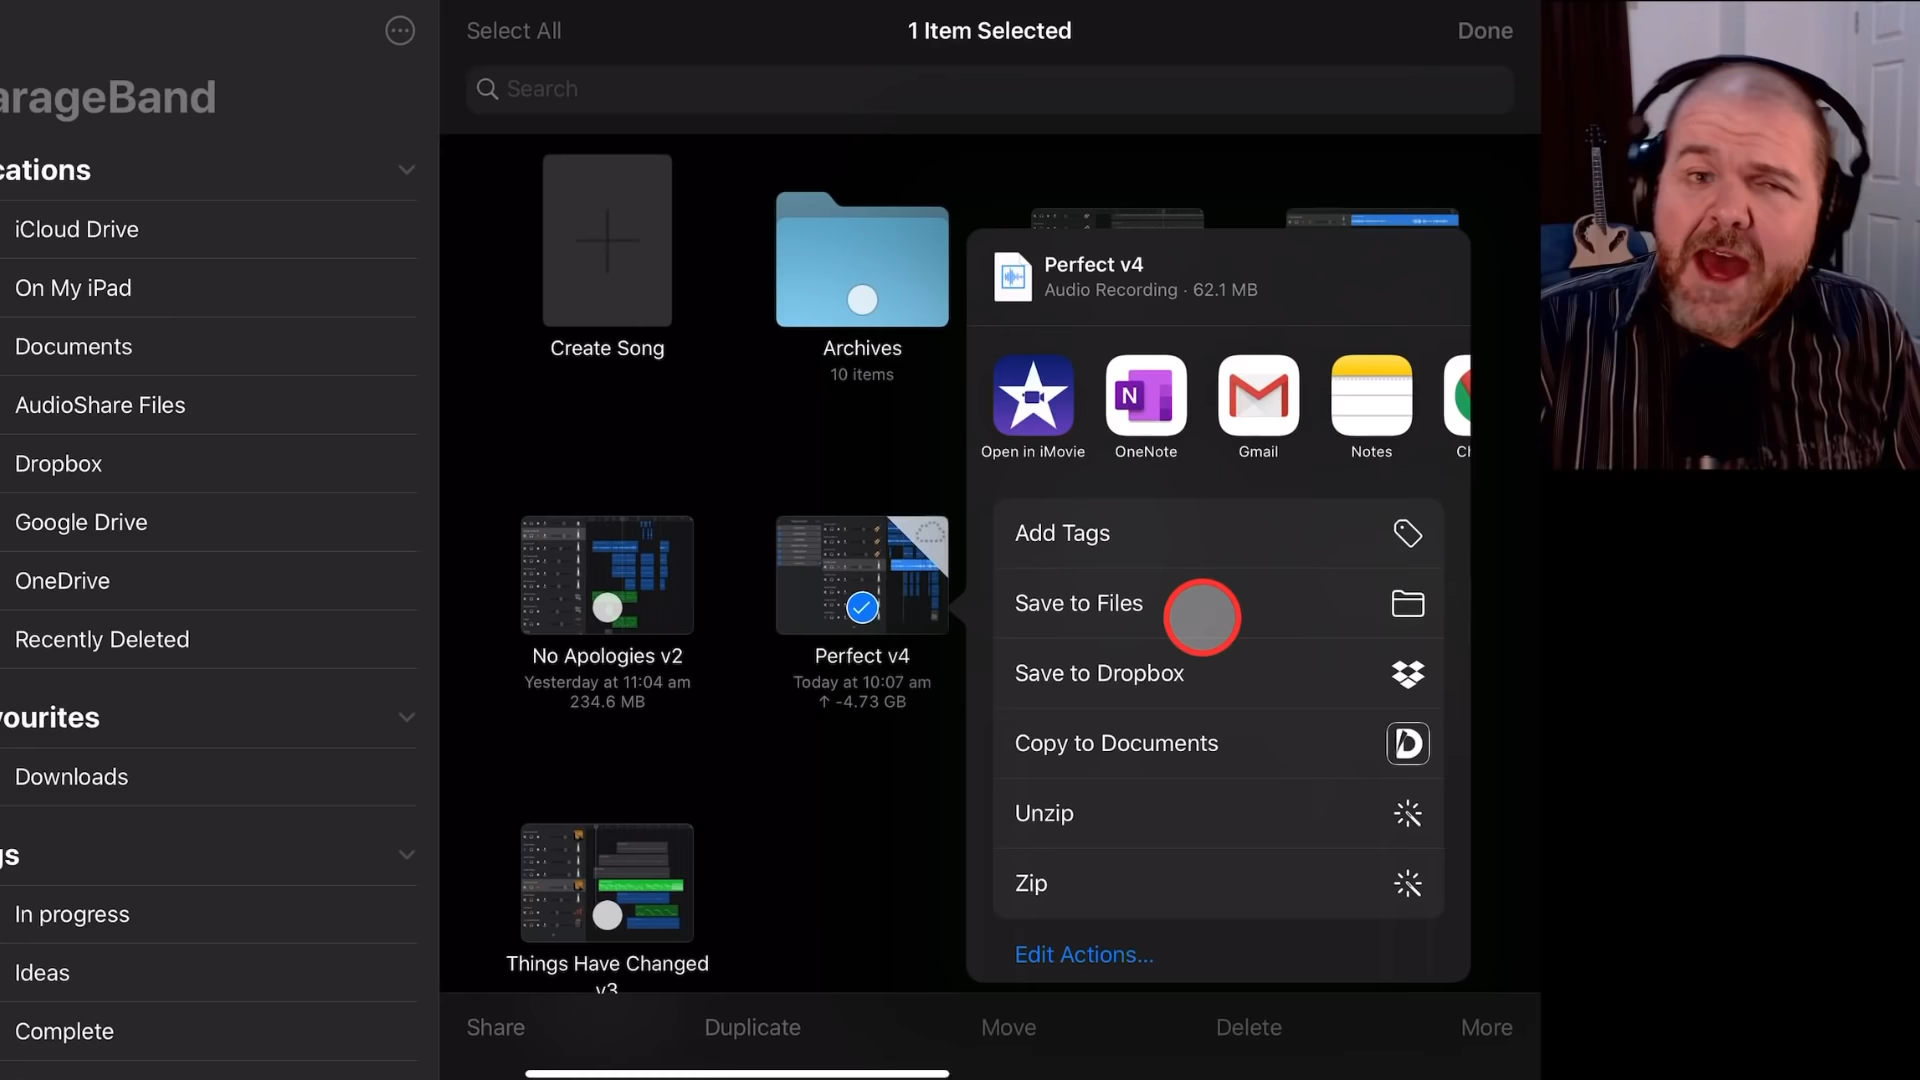 arageBand
cations
iCloud Drive
On My iPad
Documents
AudioShare Files
Dropbox
Google Drive
OneDrive
Recently Deleted
vourites
Downloads
gs
In progress
Ideas
Complete
Select All
1 Item Selected
Done
Search
Create Song
Archives
10 items
No Apologies v2
Yesterday at 11:04 am
234.6 MB
Perfect v4
Today at 10:07 am
↑ -4.73 GB
Things Have Changed
v3
Perfect v4
Audio Recording · 62.1 MB
N
Open in iMovie
OneNote
Gmail
Notes
Ch
Add Tags
Save to Files
Save to Dropbox
Copy to Documents
Unzip
Zip
Edit Actions...
Share
Duplicate
Move
Delete
More